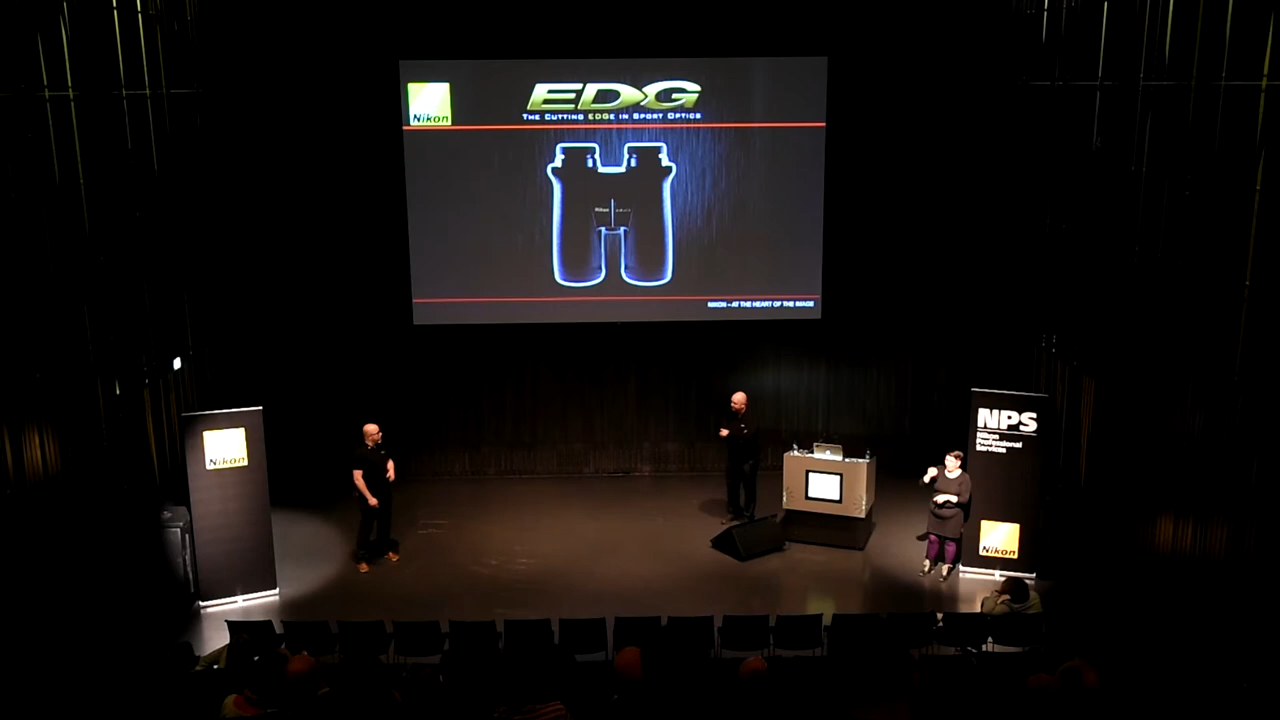 Nikon
EDG
THE CUTTING EDGE IN SPORT OPTICS
Nikon
NIKON – AT THE HEART OF THE IMAGE
Nikon
NPS
Nikon
Professional
Services
Nikon